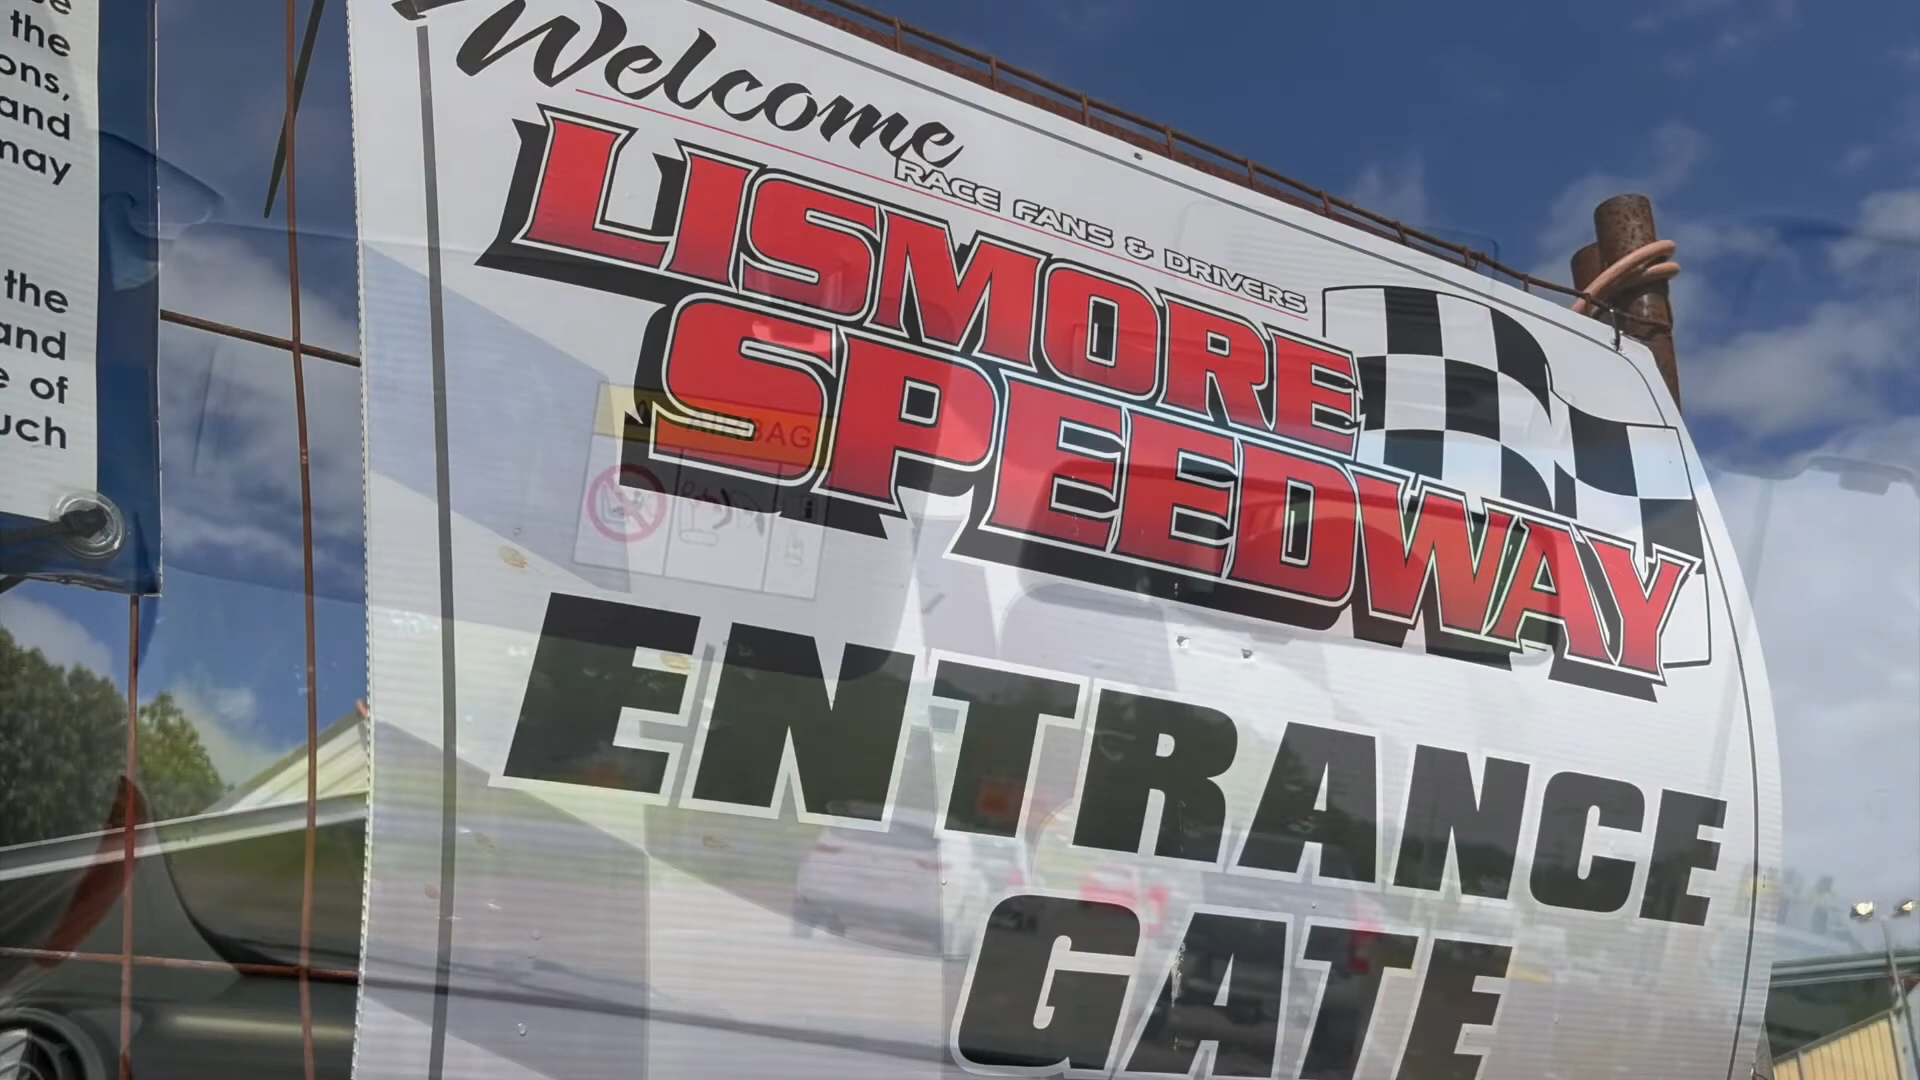 the
ons,
and
may
the
and
e of
uch
Welcome
RACE FANS & DRIVERS
LISMORE
SPEEDWAY
AIRBAG
ENTRANCE
GATE